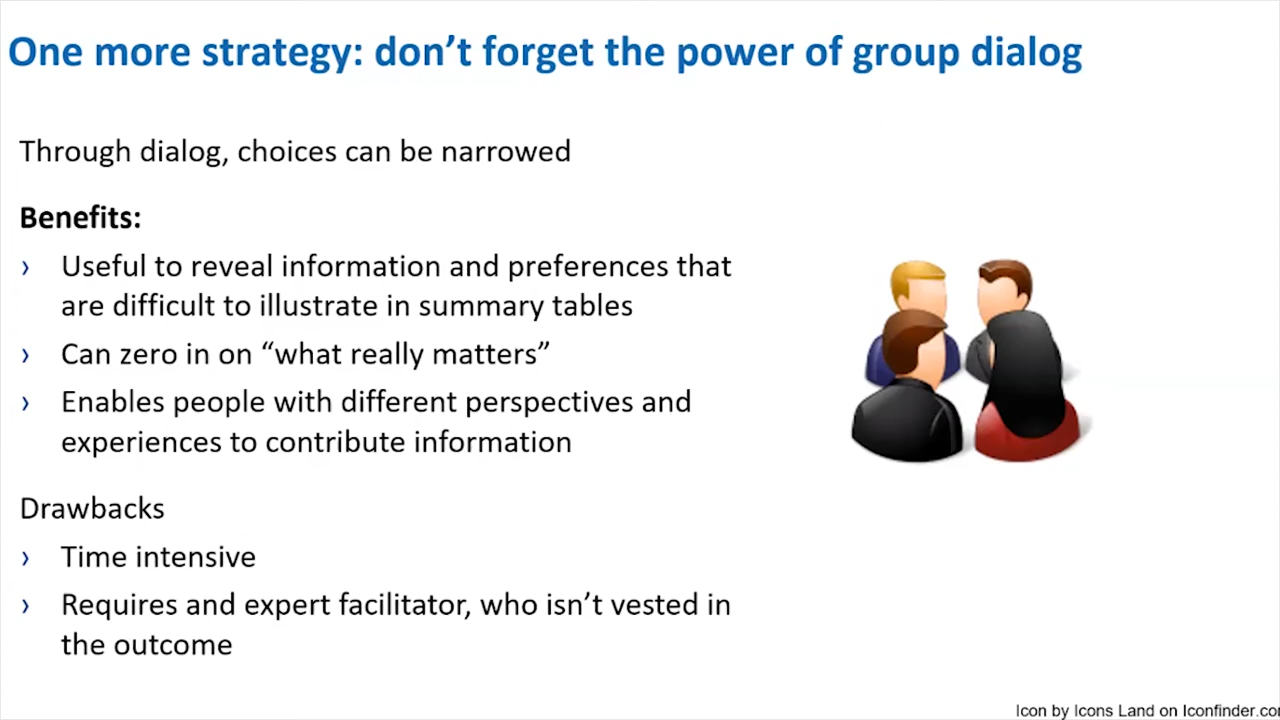 One more strategy: don’t forget the power of group dialog
Through dialog, choices can be narrowed
Benefits:
› Useful to reveal information and preferences that
are difficult to illustrate in summary tables
› Can zero in on “what really matters”
› Enables people with different perspectives and
experiences to contribute information
Drawbacks
› Time intensive
› Requires and expert facilitator, who isn’t vested in
the outcome
Icon by Icons Land on Iconfinder.co